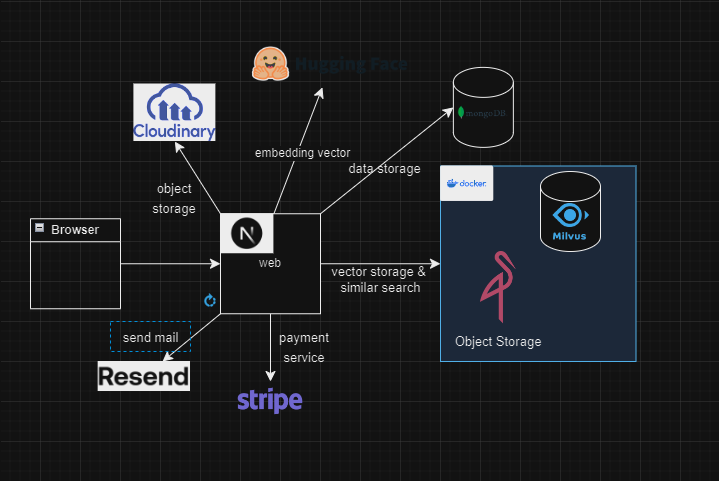 Hugging Face
Cloudinary
mongoDB.
embedding vector
data storage
object
storage
docker
Milvus
Browser
N
web
vector storage &
similar search
send mail
payment
service
Object Storage
Resend
stripe